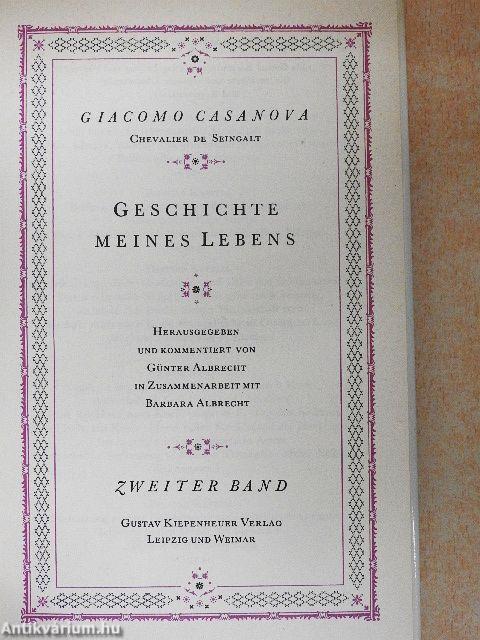 GIACOMO CASANOVA
CHEVALIER DE SEINGALT
GESCHICHTE
MEINES LEBENS
HERAUSGEGEBEN
UND KOMMENTIERT VON
GÜNTER ALBRECHT
IN ZUSAMMENARBEIT MIT
BARBARA ALBRECHT
ZWEITER BAND
GUSTAV KIEPENHEUER VERLAG
LEIPZIG UND WEIMAR
Antikvárium.hu